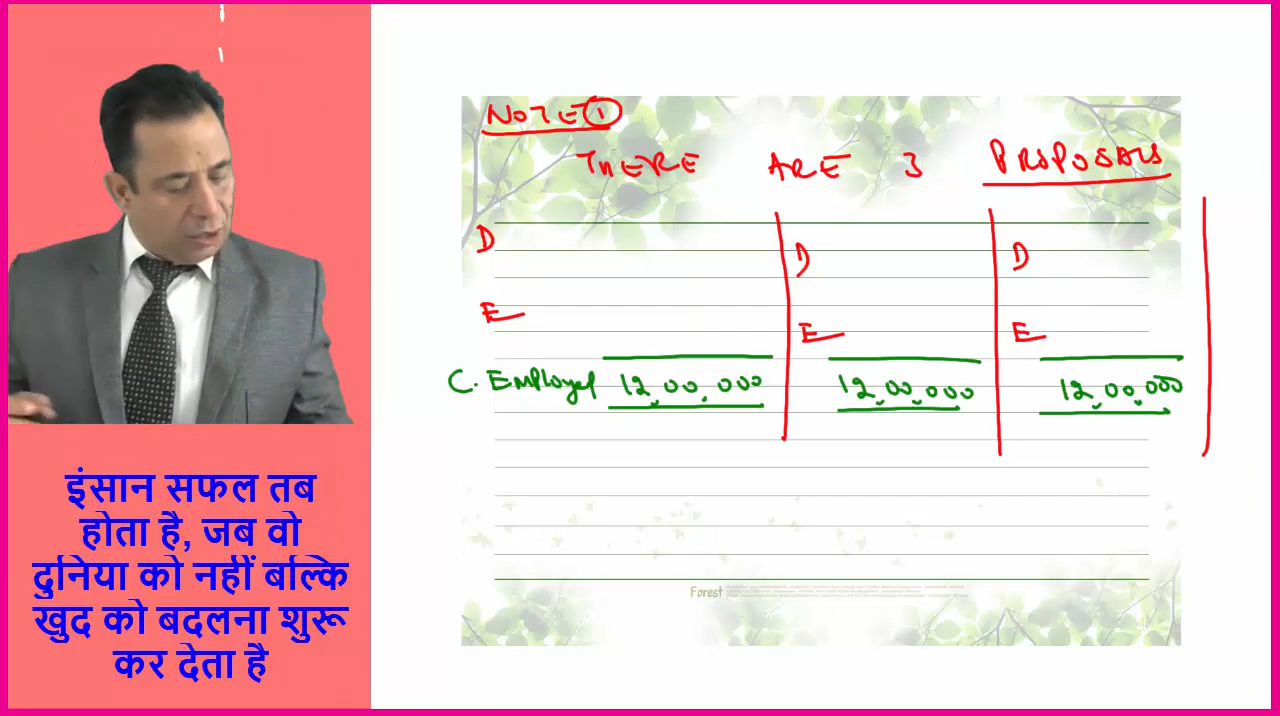 NOTE ①
THERE ARE 3 PROPOSALS
D D D
E E E
C. Employed 12,00,000 12,00,000 12,00,000
Forest
इंसान सफल तब
होता है, जब वो
दुनिया को नहीं बल्कि
खुद को बदलना शुरू
कर देता है